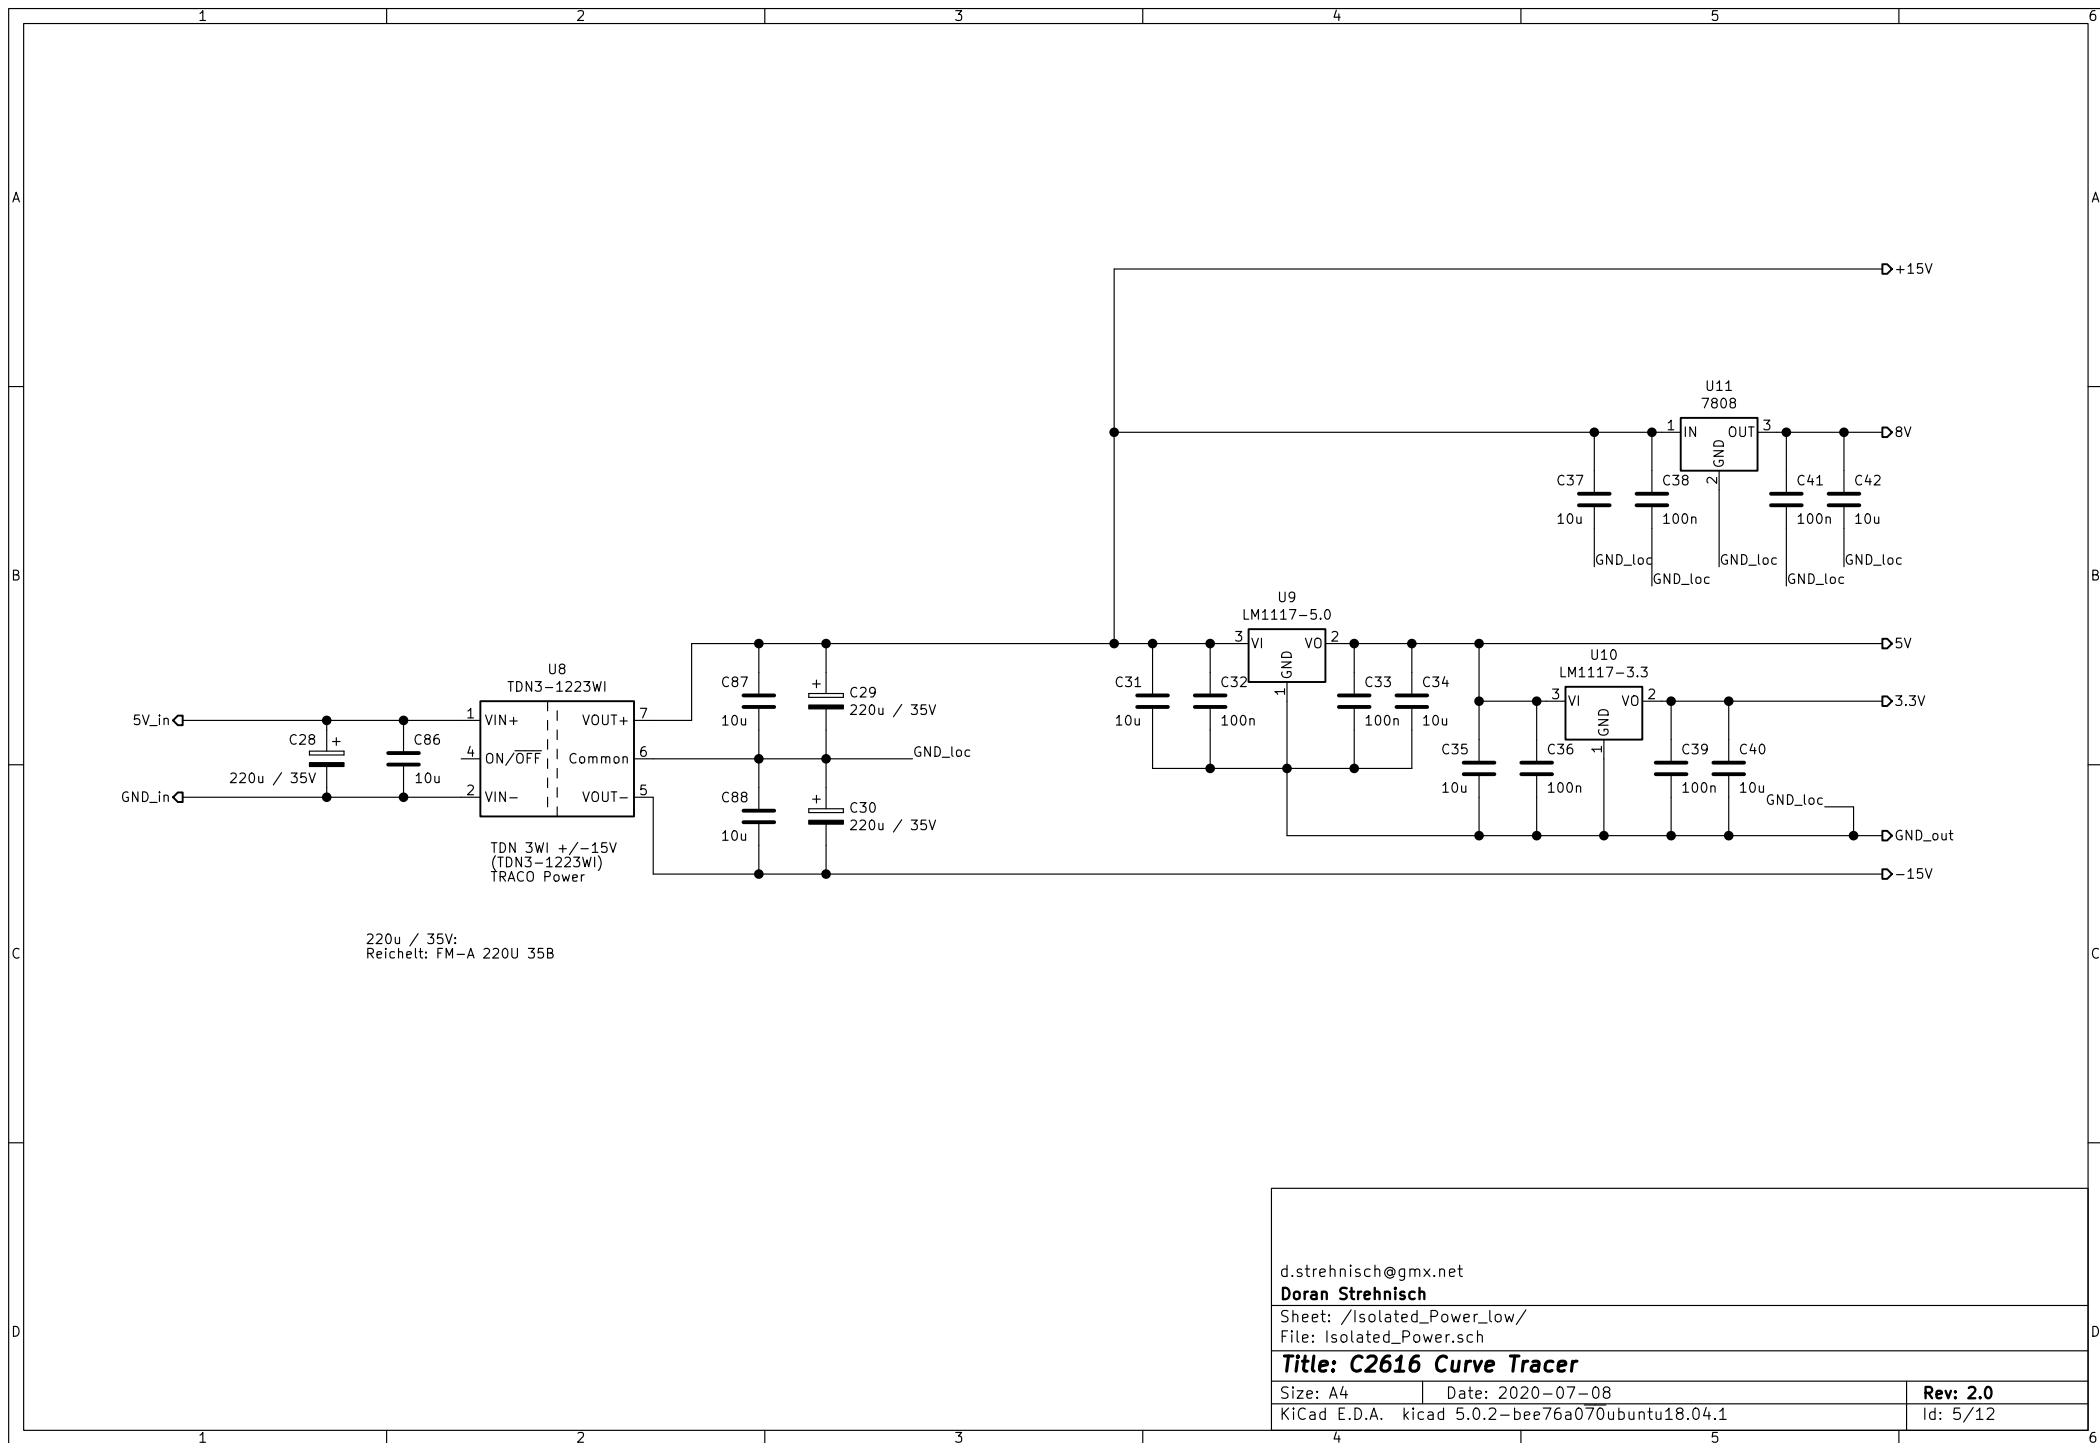 1 2 3 4 5 6
A A
+15V
U11
7808
1 IN OUT 3 8V
GND
2
C37 C38 C41 C42
10u 100n 100n 10u
GND_loc GND_loc GND_loc
GND_loc GND_loc
B B
U9
LM1117-5.0
3 VI VO 2 5V
GND
1
U10
LM1117-3.3
3 VI VO 2 3.3V
GND
1
C31 C32 C33 C34
10u 100n 100n 10u
C35 C36 C39 C40
10u 100n 100n 10u
GND_loc
GND_out
-15V
U8
TDN3-1223WI
5V_in 1 VIN+ VOUT+ 7
4 ON/OFF Common 6
GND_in 2 VIN- VOUT- 5
C28 +
220u / 35V
C86
10u
C87
10u
+ C29
220u / 35V
GND_loc
C88
10u
+ C30
220u / 35V
TDN 3WI +/-15V
(TDN3-1223WI)
TRACO Power
220u / 35V:
Reichelt: FM-A 220U 35B
C C
d.strehnisch@gmx.net
Doran Strehnisch
Sheet: /Isolated_Power_low/
File: Isolated_Power.sch
Title: C2616 Curve Tracer
Size: A4 Date: 2020-07-08 Rev: 2.0
KiCad E.D.A. kicad 5.0.2-bee76a070ubuntu18.04.1 Id: 5/12
D D
1 2 3 4 5 6